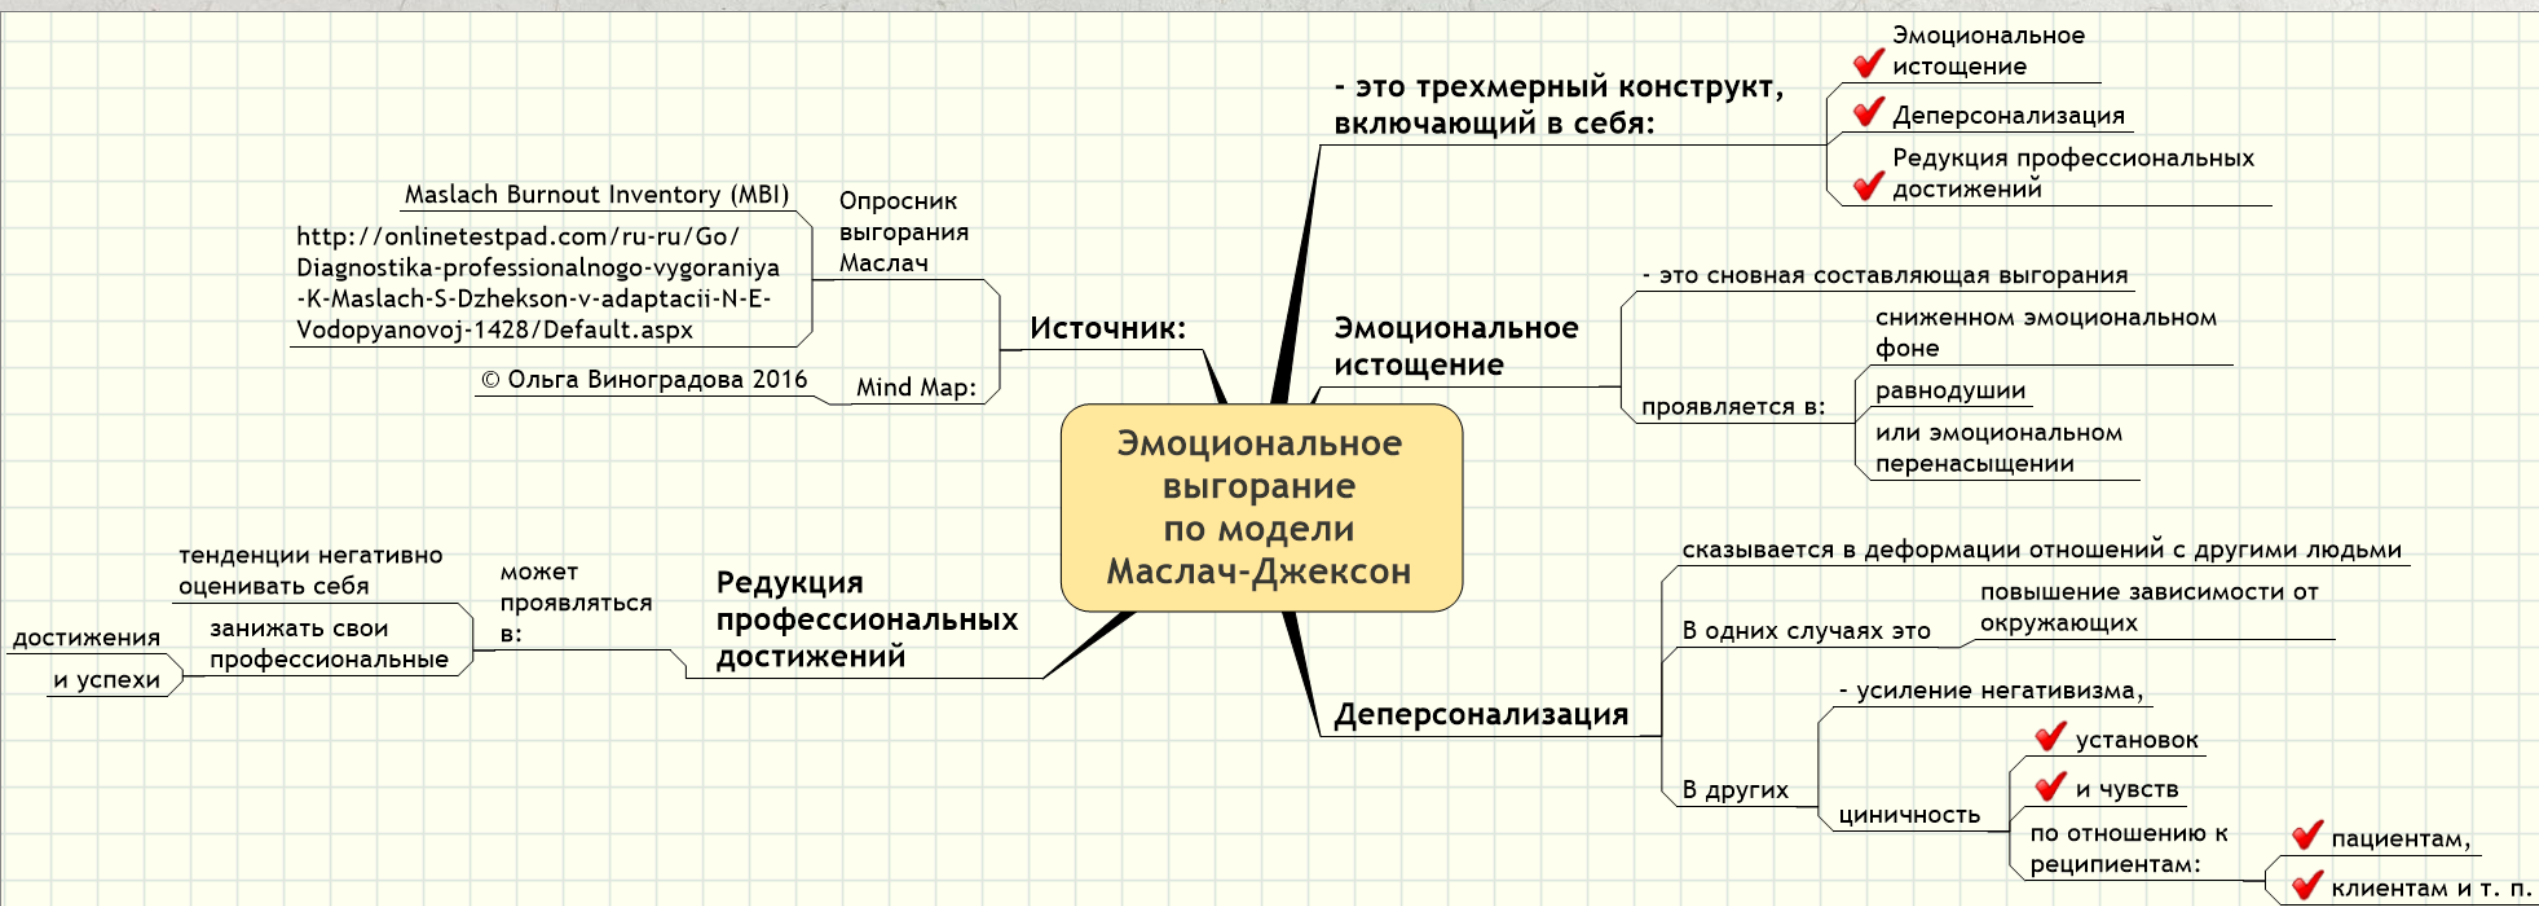 Эмоциональное
выгорание
по модели
Маслач-Джексон
- это трехмерный конструкт,
включающий в себя:
Эмоциональное
истощение
Деперсонализация
Редукция профессиональных
достижений
Эмоциональное
истощение
- это сновная составляющая выгорания
проявляется в:
сниженном эмоциональном
фоне
равнодушии
или эмоциональном
перенасыщении
Деперсонализация
сказывается в деформации отношений с другими людьми
В одних случаях это
повышение зависимости от
окружающих
В других
- усиление негативизма,
циничность
установок
и чувств
по отношению к
реципиентам:
пациентам,
клиентам и т. п.
Редукция
профессиональных
достижений
может
проявляться
в:
тенденции негативно
оценивать себя
занижать свои
профессиональные
достижения
и успехи
Источник:
Опросник
выгорания
Маслач
Maslach Burnout Inventory (MBI)
http://onlinetestpad.com/ru-ru/Go/
Diagnostika-professionalnogo-vygoraniya
-K-Maslach-S-Dzhekson-v-adaptacii-N-E-
Vodopyanovoj-1428/Default.aspx
Mind Map:
© Ольга Виноградова 2016